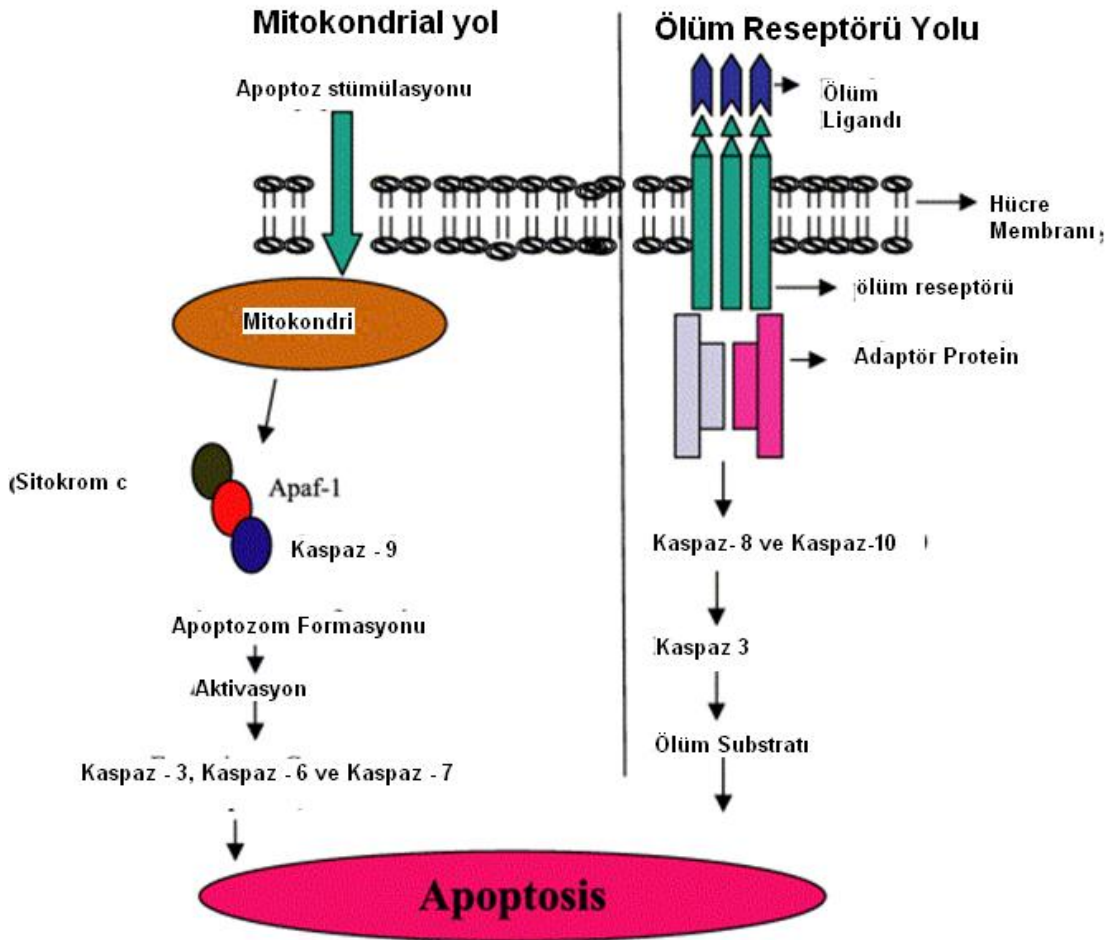 Mitokondrial yol
Apoptoz stümülasyonu
Mitokondri
(Sitokrom c
Apaf-1
Kaspaz - 9
Apoptozom Formasyonu
Aktivasyon
Kaspaz - 3, Kaspaz - 6 ve Kaspaz - 7
Ölüm Reseptörü Yolu
Ölüm
Ligandı
Hücre
Membranı,
ölüm reseptörü
Adaptör Protein
Kaspaz- 8 ve Kaspaz-10
Kaspaz 3
Ölüm Substratı
Apoptosis